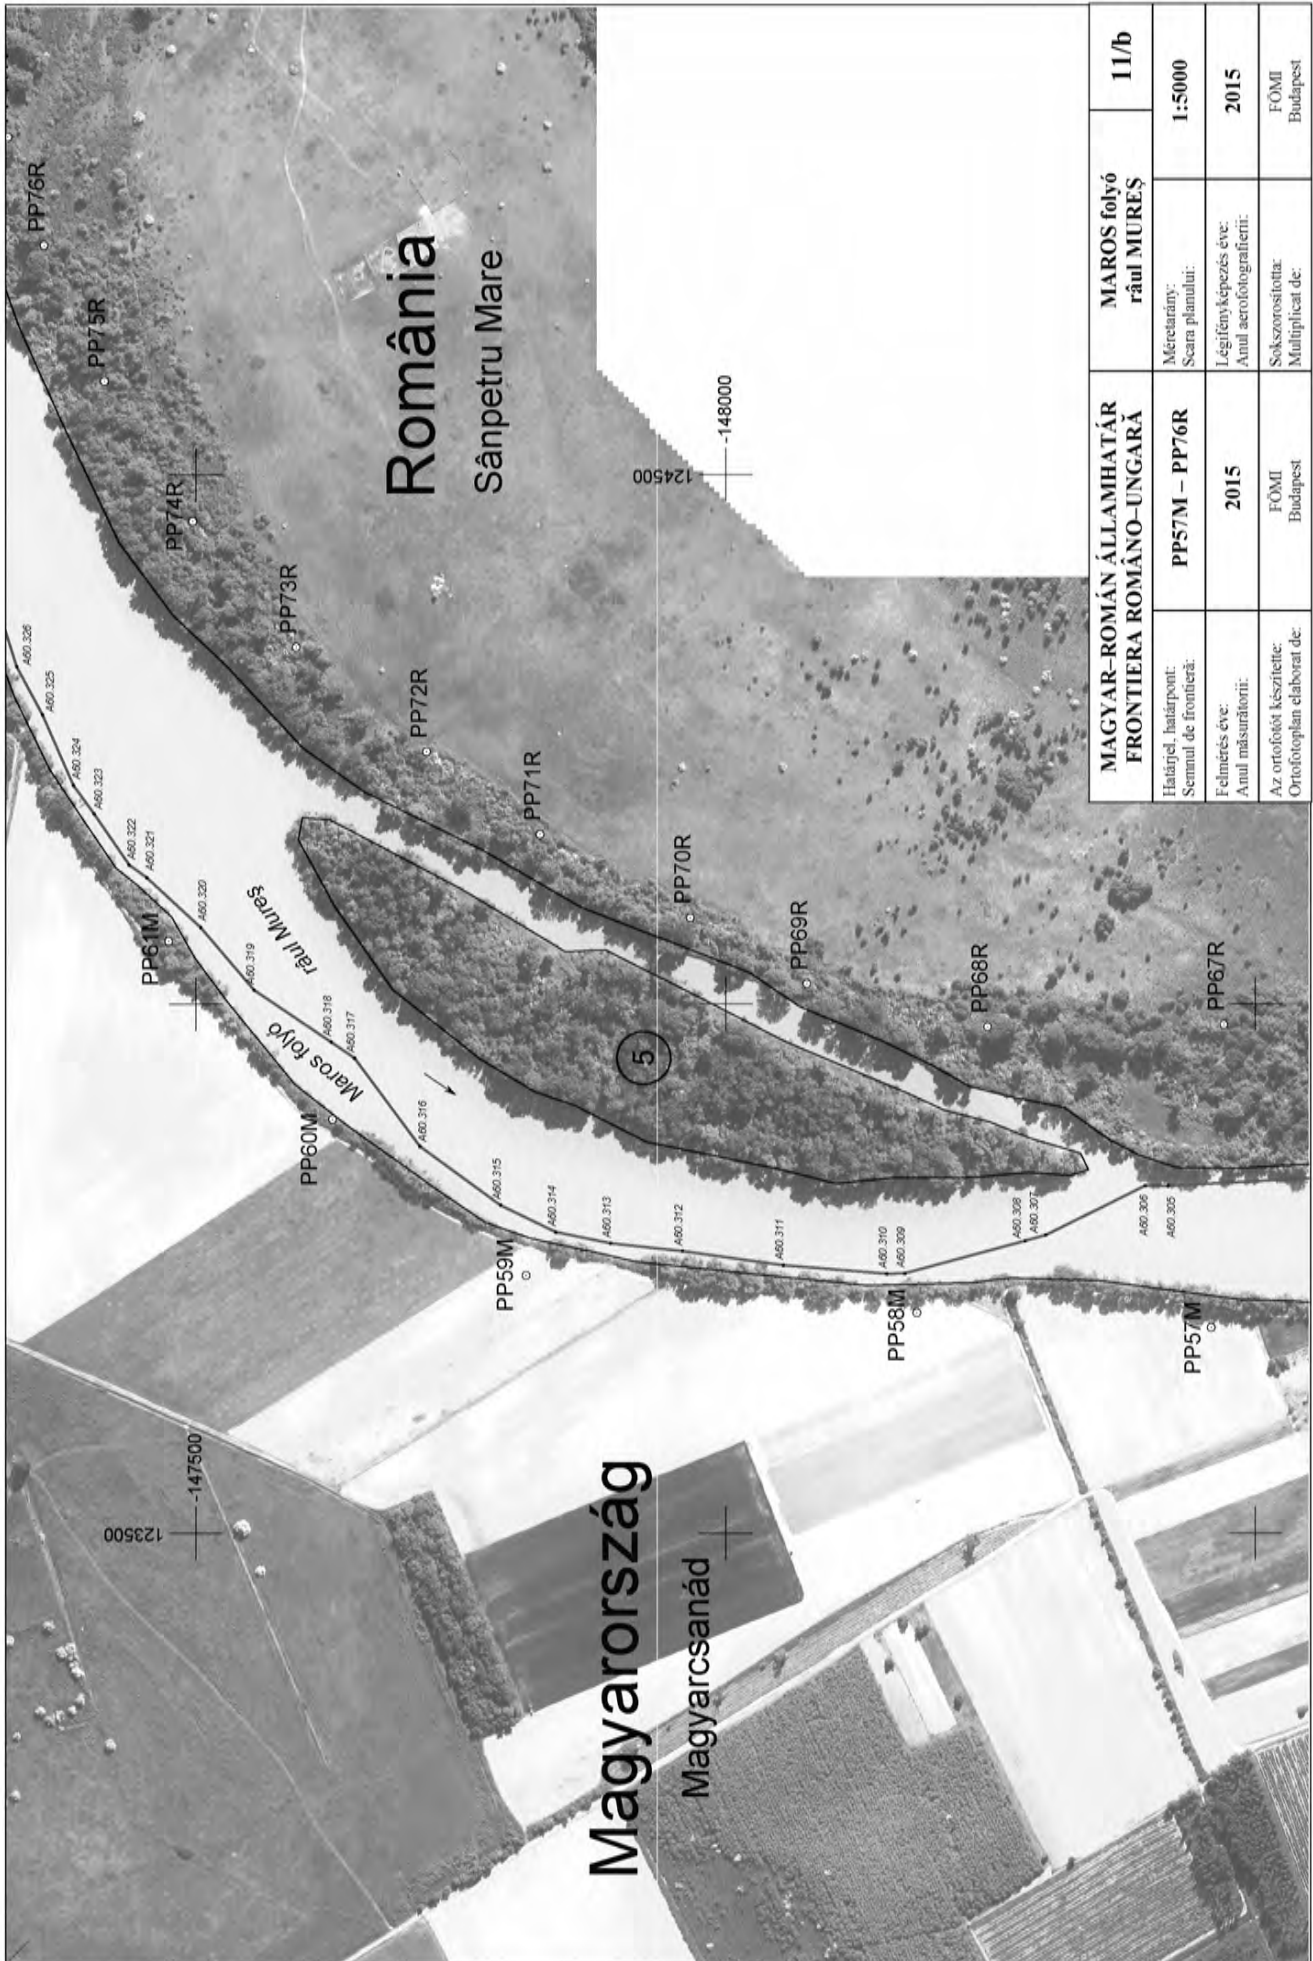 Magyarország
Magyarcsanád
România
Sânpetru Mare
Maros folyó
râul Mureș
5
123500
-147500
124500
-148000
PP57M
PP58M
PP59M
PP60M
PP61M
PP67R
PP68R
PP69R
PP70R
PP71R
PP72R
PP73R
PP74R
PP75R
PP76R
A60.305
A60.306
A60.307
A60.308
A60.309
A60.310
A60.311
A60.312
A60.313
A60.314
A60.315
A60.316
A60.317
A60.318
A60.319
A60.320
A60.321
A60.322
A60.323
A60.324
A60.325
A60.326
MAGYAR–ROMÁN ÁLLAMHATÁR
FRONTIERA ROMÂNO–UNGARĂ
MAROS folyó
râul MUREȘ
11/b
Határjel, határpont:
Semnul de frontieră:
PP57M – PP76R
Méretarány:
Scara planului:
1:5000
Felmérés éve:
Anul măsurătorii:
2015
Légifényképezés éve:
Anul aerofotografierii:
2015
Az ortofotót készítette:
Ortofotoplan elaborat de:
FÖMI
Budapest
Sokszorosította:
Multiplicat de:
FÖMI
Budapest